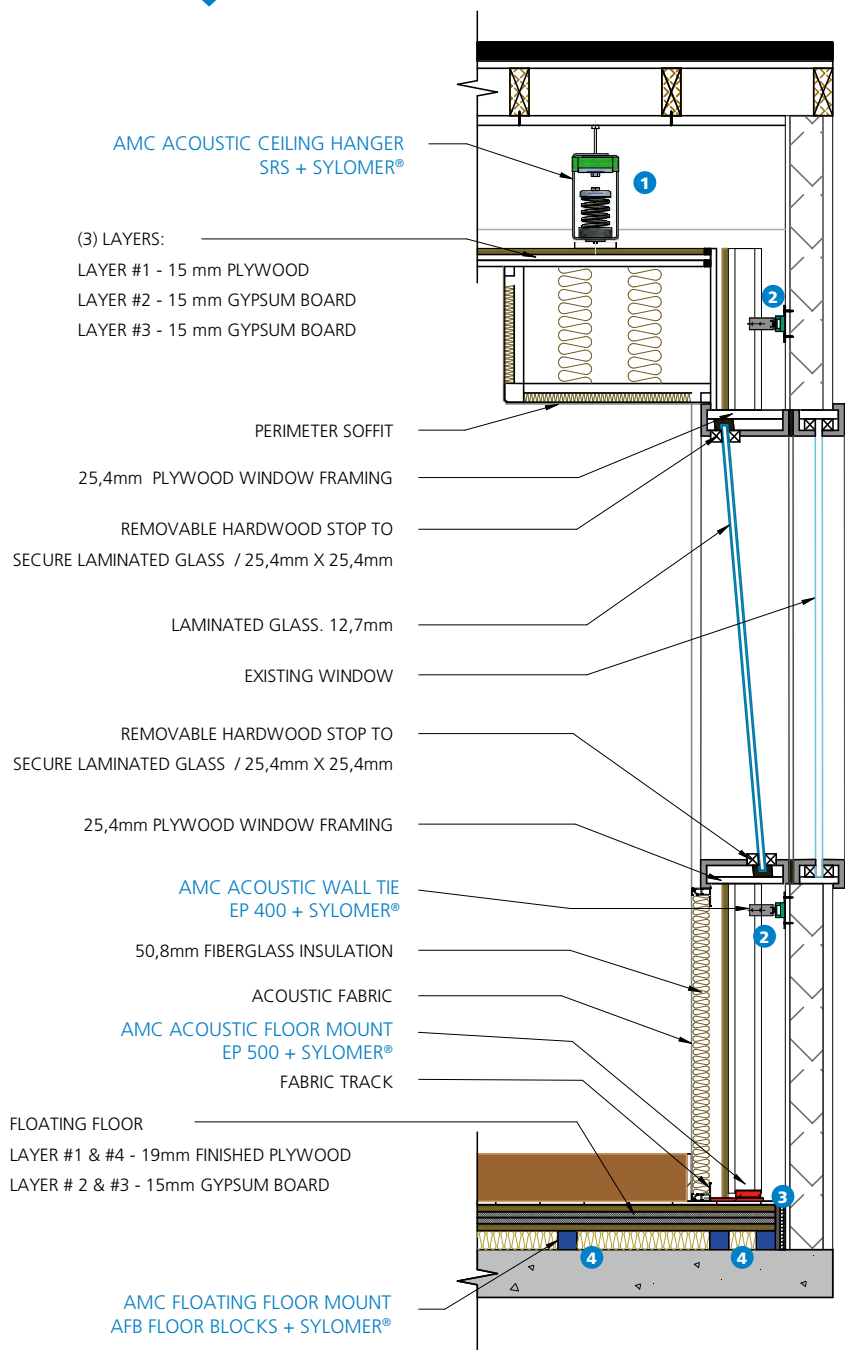 AMC ACOUSTIC CEILING HANGER
SRS + SYLOMER®
1
(3) LAYERS:
LAYER #1 - 15 mm PLYWOOD
LAYER #2 - 15 mm GYPSUM BOARD
LAYER #3 - 15 mm GYPSUM BOARD
2
PERIMETER SOFFIT
25,4mm PLYWOOD WINDOW FRAMING
REMOVABLE HARDWOOD STOP TO
SECURE LAMINATED GLASS / 25,4mm X 25,4mm
LAMINATED GLASS. 12,7mm
EXISTING WINDOW
REMOVABLE HARDWOOD STOP TO
SECURE LAMINATED GLASS / 25,4mm X 25,4mm
25,4mm PLYWOOD WINDOW FRAMING
AMC ACOUSTIC WALL TIE
EP 400 + SYLOMER®
2
50,8mm FIBERGLASS INSULATION
ACOUSTIC FABRIC
AMC ACOUSTIC FLOOR MOUNT
EP 500 + SYLOMER®
FABRIC TRACK
FLOATING FLOOR
LAYER #1 & #4 - 19mm FINISHED PLYWOOD
LAYER # 2 & #3 - 15mm GYPSUM BOARD
3
4
4
AMC FLOATING FLOOR MOUNT
AFB FLOOR BLOCKS + SYLOMER®